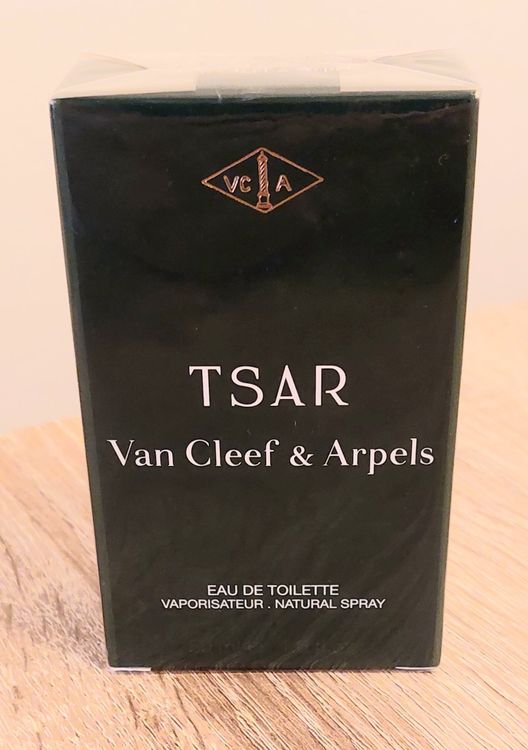 VC A
TSAR
Van Cleef & Arpels
EAU DE TOILETTE
VAPORISATEUR . NATURAL SPRAY